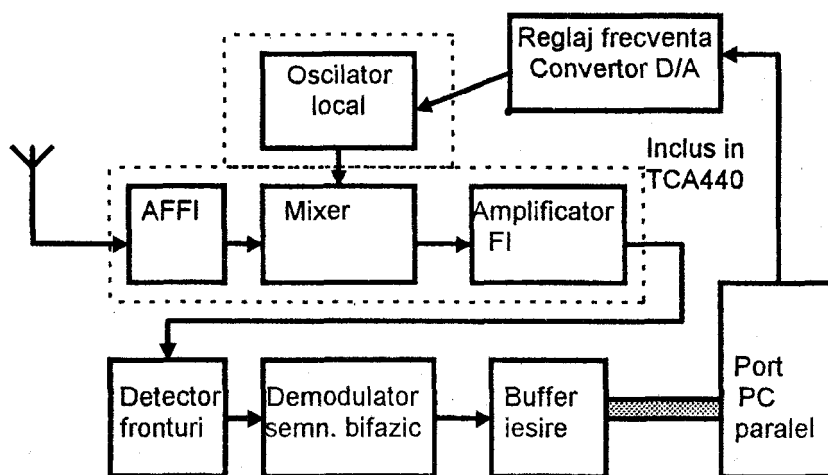 Reglaj frecventa
Convertor D/A
Oscilator
local
Inclus in
TCA440
AFFI
Mixer
Amplificator
FI
Detector
fronturi
Demodulator
semn. bifazic
Buffer
iesire
Port
PC
paralel